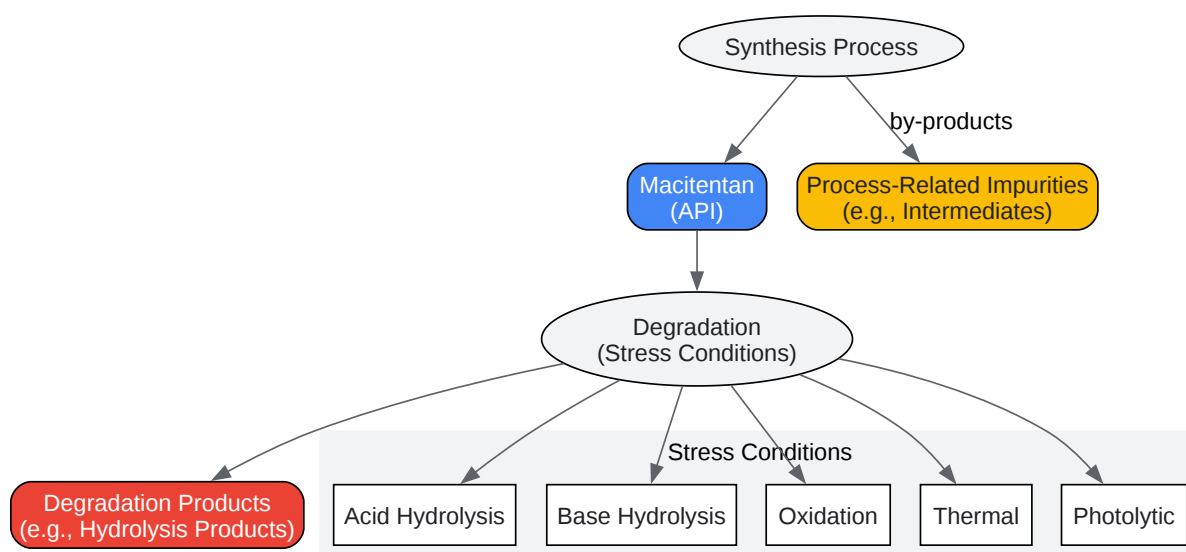 Synthesis Process
by-products
Macitentan
(API)
Process-Related Impurities
(e.g., Intermediates)
Degradation
(Stress Conditions)
Stress Conditions
Degradation Products
(e.g., Hydrolysis Products)
Acid Hydrolysis
Base Hydrolysis
Oxidation
Thermal
Photolytic